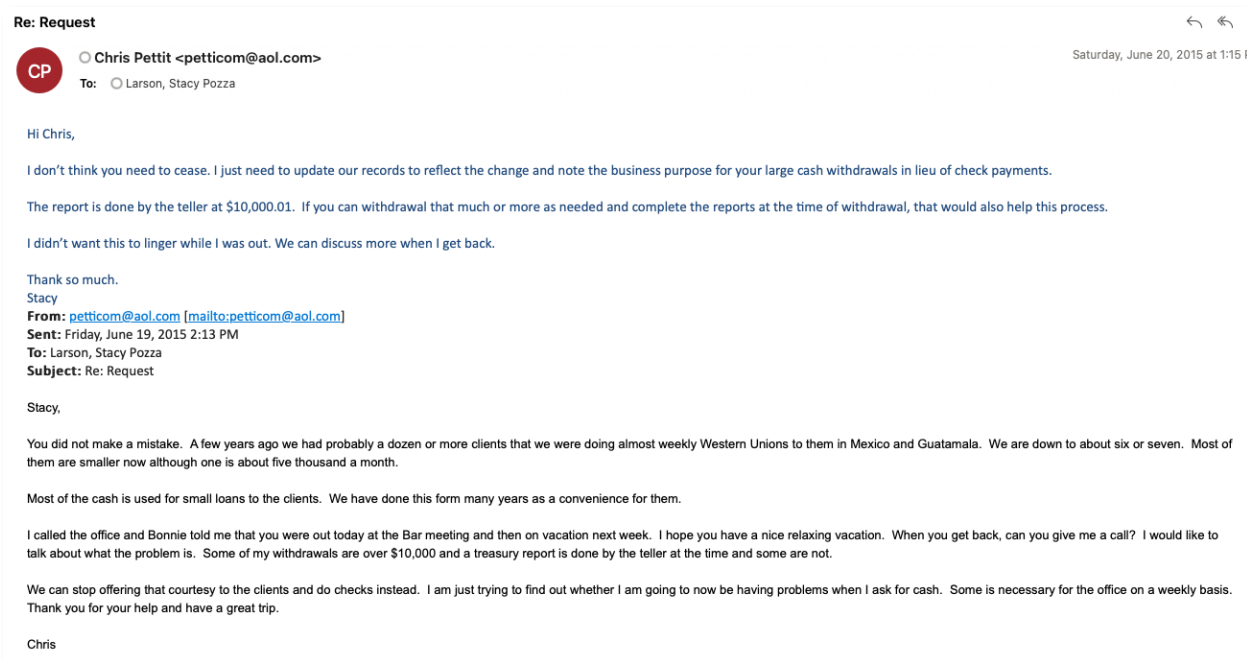 Re: Request
CP
Chris Pettit <petticom@aol.com>
Saturday, June 20, 2015 at 1:15
To: Larson, Stacy Pozza
Hi Chris,
I don't think you need to cease. I just need to update our records to reflect the change and note the business purpose for your large cash withdrawals in lieu of check payments.
The report is done by the teller at $10,000.01.  If you can withdrawal that much or more as needed and complete the reports at the time of withdrawal, that would also help this process.
I didn't want this to linger while I was out. We can discuss more when I get back.
Thank so much.
Stacy
From: petticom@aol.com [mailto:petticom@aol.com]
Sent: Friday, June 19, 2015 2:13 PM
To: Larson, Stacy Pozza
Subject: Re: Request
Stacy,
You did not make a mistake.  A few years ago we had probably a dozen or more clients that we were doing almost weekly Western Unions to them in Mexico and Guatamala.  We are down to about six or seven.  Most of
them are smaller now although one is about five thousand a month.
Most of the cash is used for small loans to the clients.  We have done this form many years as a convenience for them.
I called the office and Bonnie told me that you were out today at the Bar meeting and then on vacation next week.  I hope you have a nice relaxing vacation.  When you get back, can you give me a call?  I would like to
talk about what the problem is.  Some of my withdrawals are over $10,000 and a treasury report is done by the teller at the time and some are not.
We can stop offering that courtesy to the clients and do checks instead.  I am just trying to find out whether I am going to now be having problems when I ask for cash.  Some is necessary for the office on a weekly basis.
Thank you for your help and have a great trip.
Chris